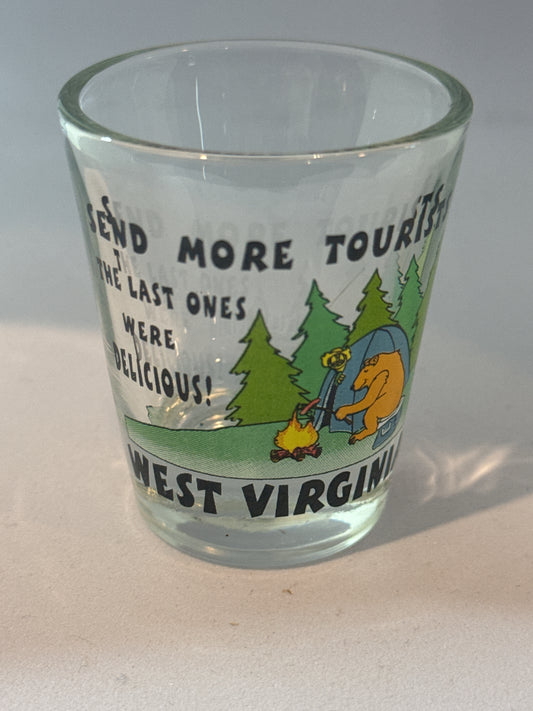 SEND MORE TOURISTS
THE LAST ONES
WERE
DELICIOUS!
WEST VIRGINIA